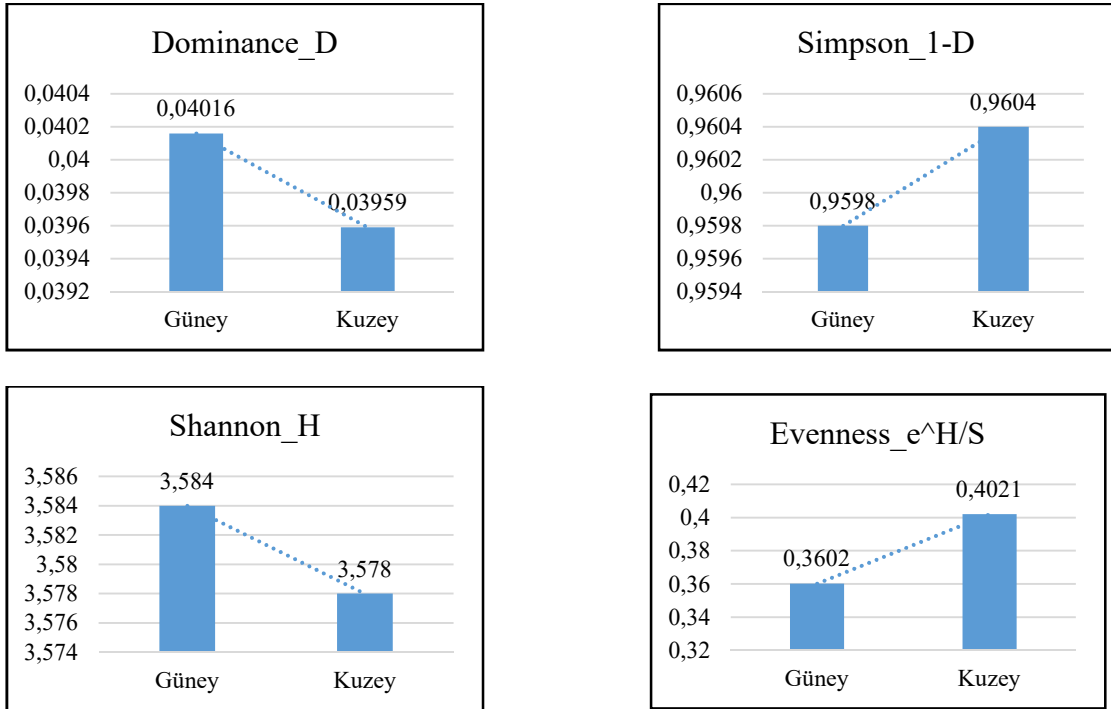 Dominance_D
0,0404
0,0402
0,04
0,0398
0,0396
0,0394
0,0392
0,04016
0,03959
Güney
Kuzey
Simpson_1-D
0,9606
0,9604
0,9602
0,96
0,9598
0,9596
0,9594
0,9598
0,9604
Güney
Kuzey
Shannon_H
3,586
3,584
3,582
3,58
3,578
3,576
3,574
3,584
3,578
Güney
Kuzey
Evenness_e^H/S
0,42
0,4
0,38
0,36
0,34
0,32
0,3602
0,4021
Güney
Kuzey